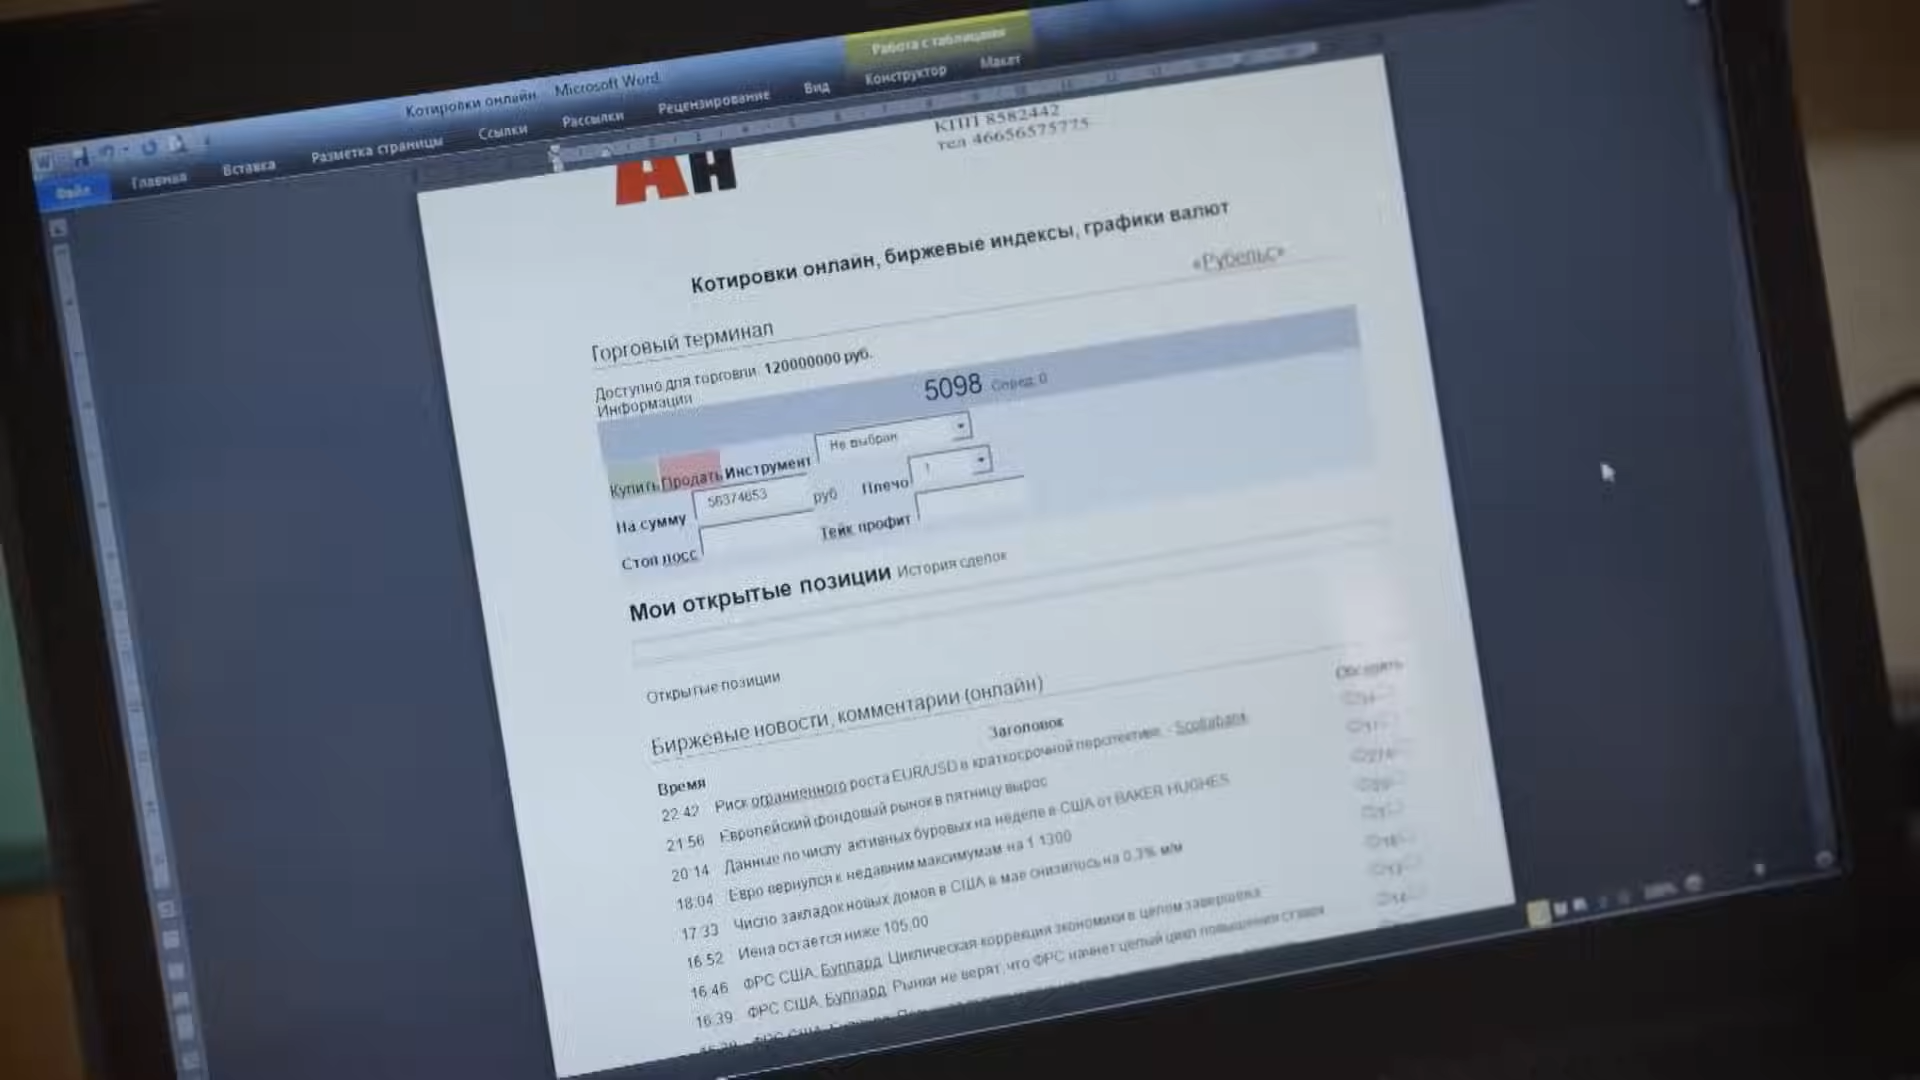 Работа с таблицами
Котировки онлайн Microsoft Word
Файл Главная Вставка Разметка страницы Ссылки Рассылки Рецензирование Вид Конструктор Макет
КПП 8582442
тел 46656575775
АН
Котировки онлайн, биржевые индексы, графики валют
«Рубельс»
Торговый терминал
Доступно для торговли 120000000 руб.
Информация
5098 Спред: 0
Купить Продать Инструмент Не выбран
На сумму 56374653 руб Плечо 1
Стоп лосс Тейк профит
Мои открытые позиции История сделок
Открытые позиции
Биржевые новости, комментарии (онлайн)
Время Заголовок Обсудить
22:42 Риск ограниенного роста EUR/USD в краткосрочной перспективе. - Scotiabank
21:56 Европейский фондовый рынок в пятницу вырос
20:14 Данные по числу активных буровых на неделе в США от BAKER HUGHES
18:04 Евро вернулся к недавним максимумам на 1.1300
17:33 Число закладок новых домов в США в мае снизилось на 0.3% м/м
16:52 Иена остается ниже 105.00
16:46 ФРС США, Буллард: Циклическая коррекция экономики в целом завершена
16:39 ФРС США, Буллард: Рынки не верят, что ФРС начнет целый цикл повышения ставок